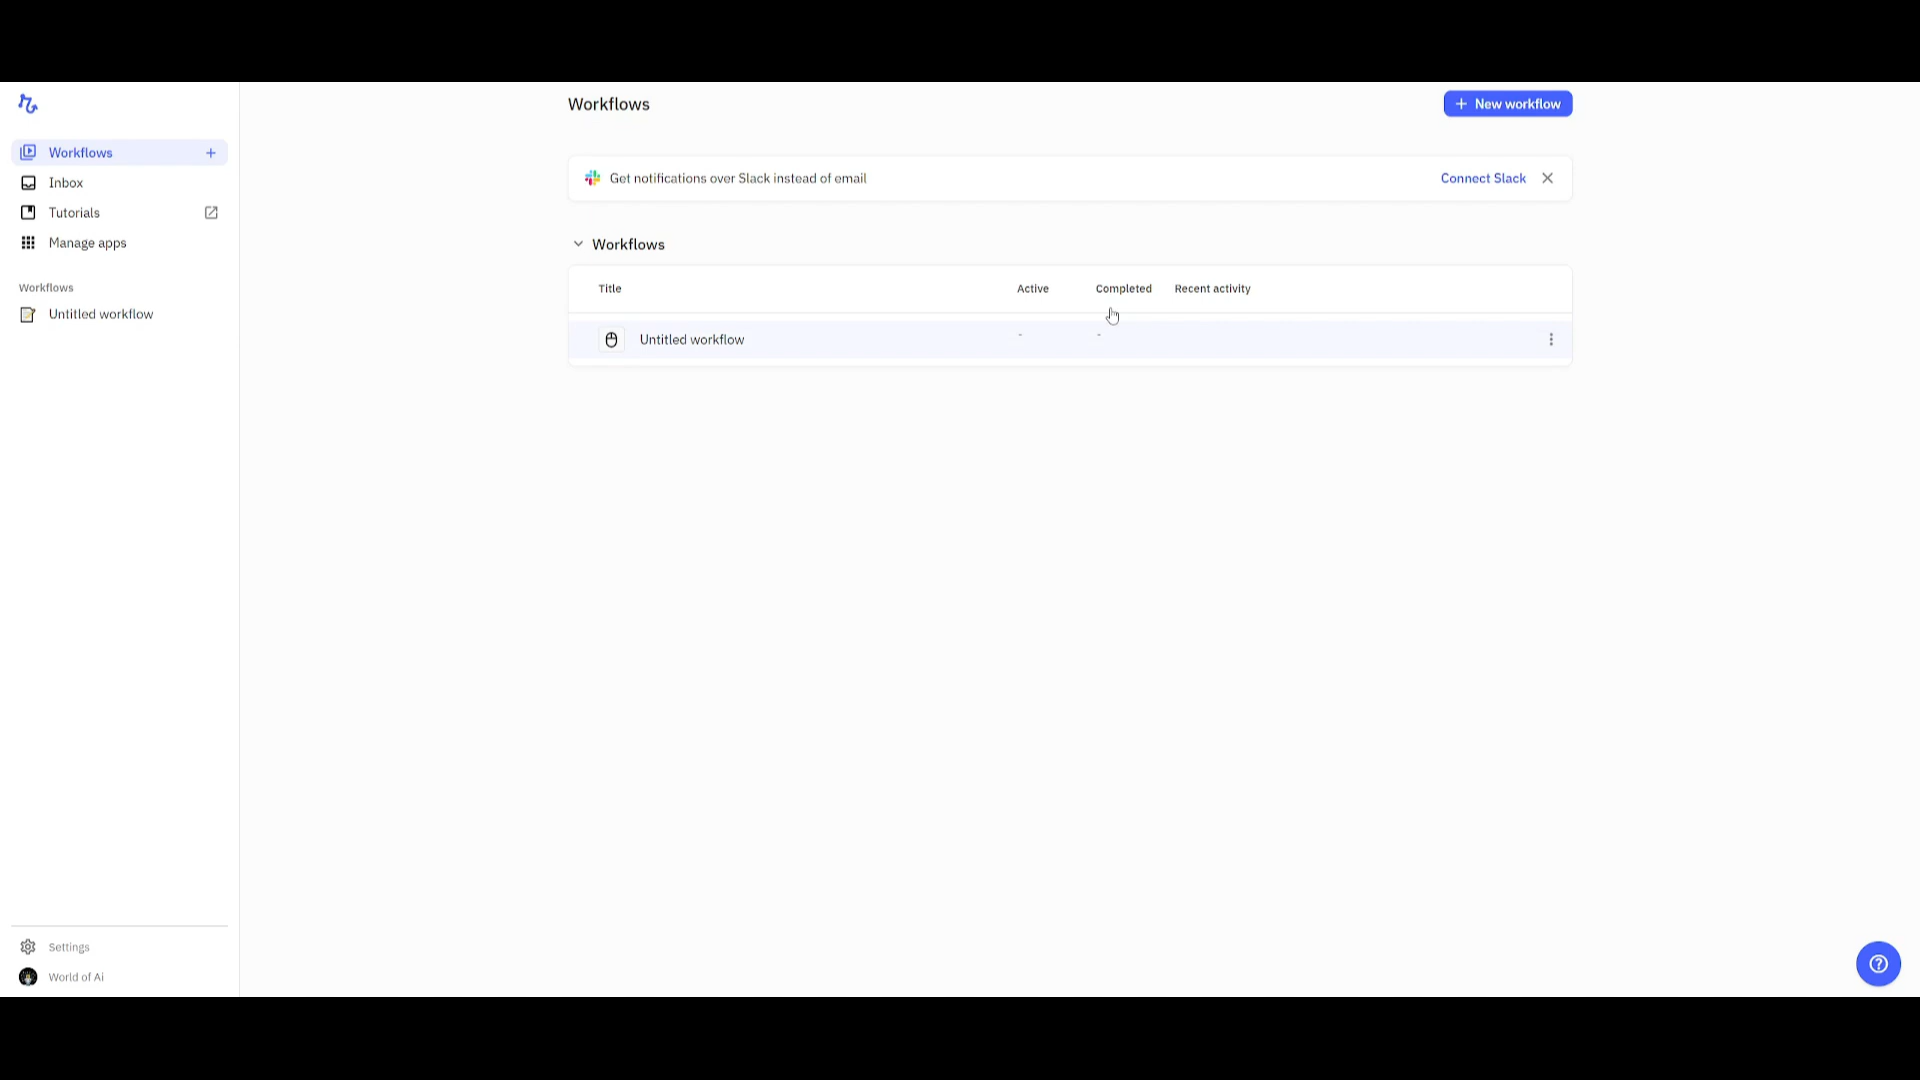 Workflows
+ New workflow
Workflows +
Inbox
Tutorials
Manage apps
Workflows
Untitled workflow
Get notifications over Slack instead of email
Connect Slack
Workflows
Title Active Completed Recent activity
Untitled workflow - -
Settings
World of Ai